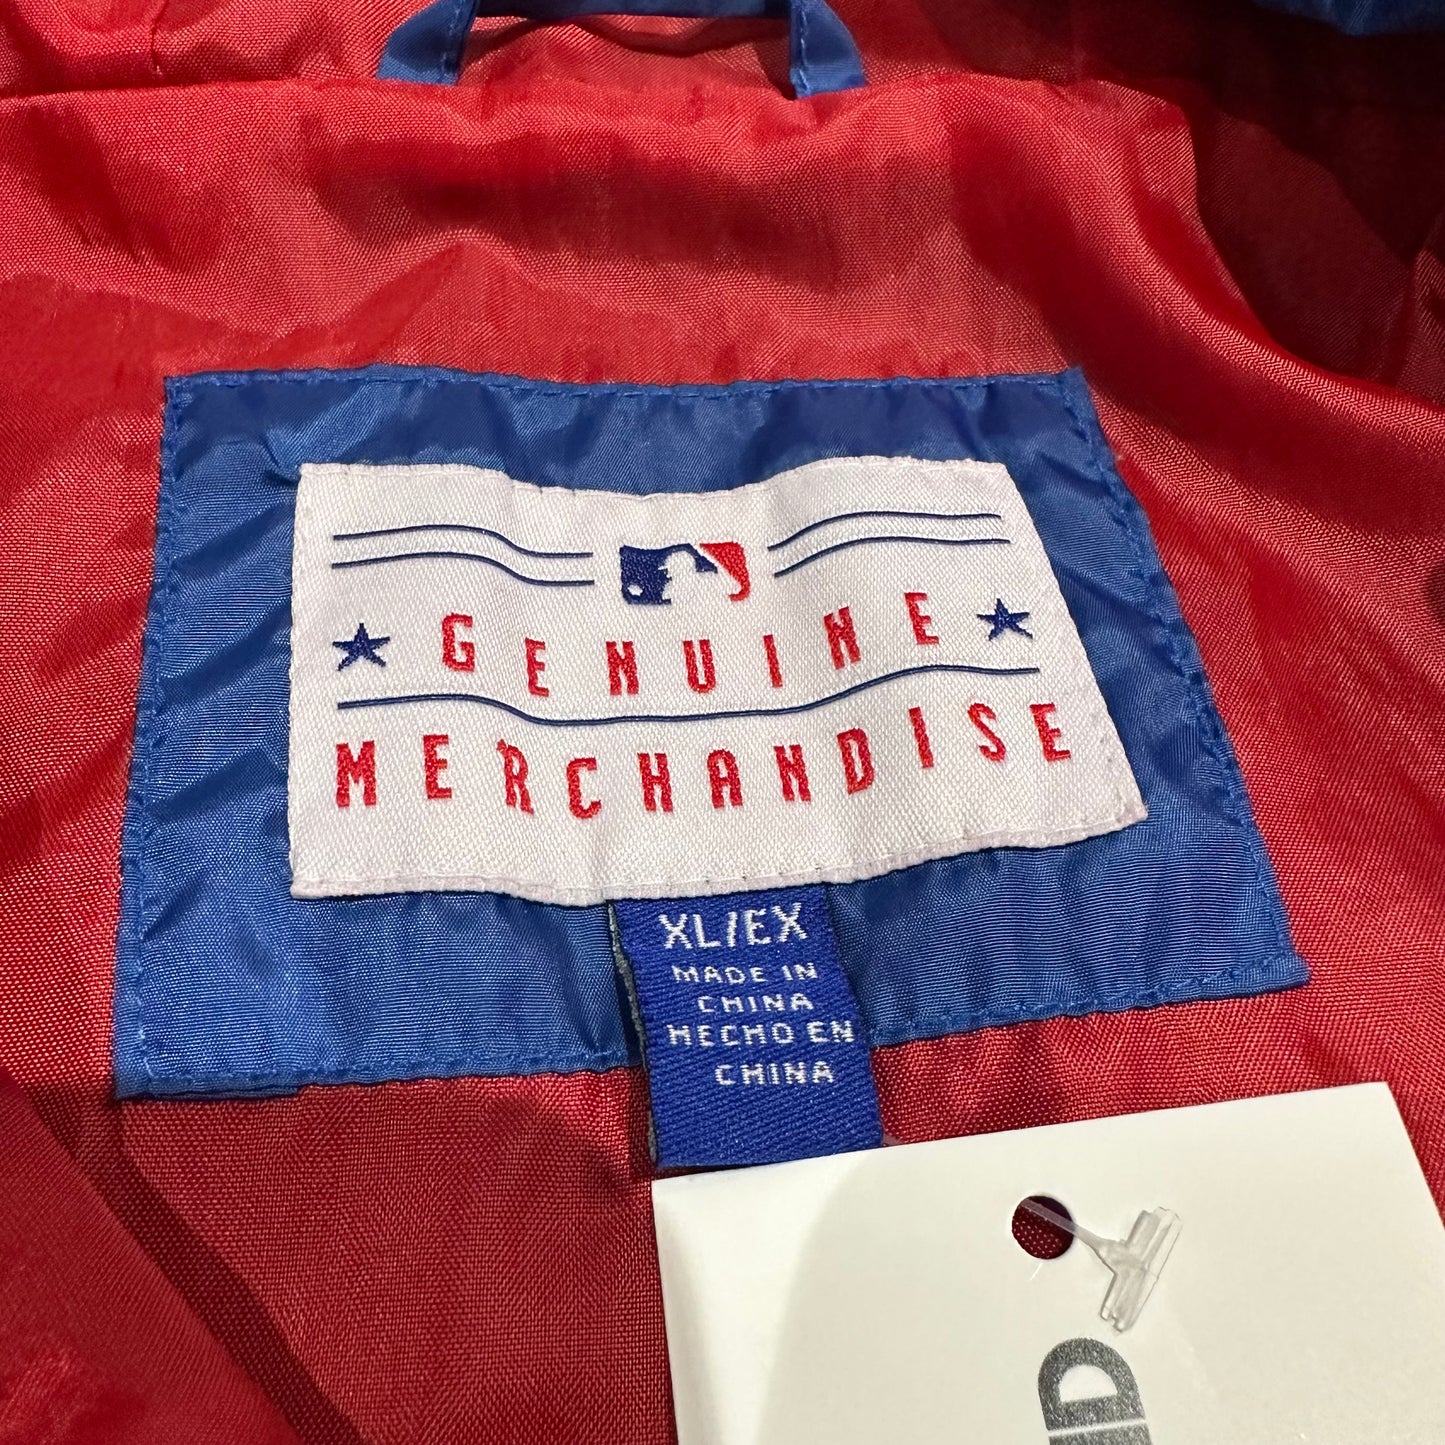 GENUINE
MERCHANDISE
XL/EX
MADE IN
CHINA
HECHO EN
CHINA